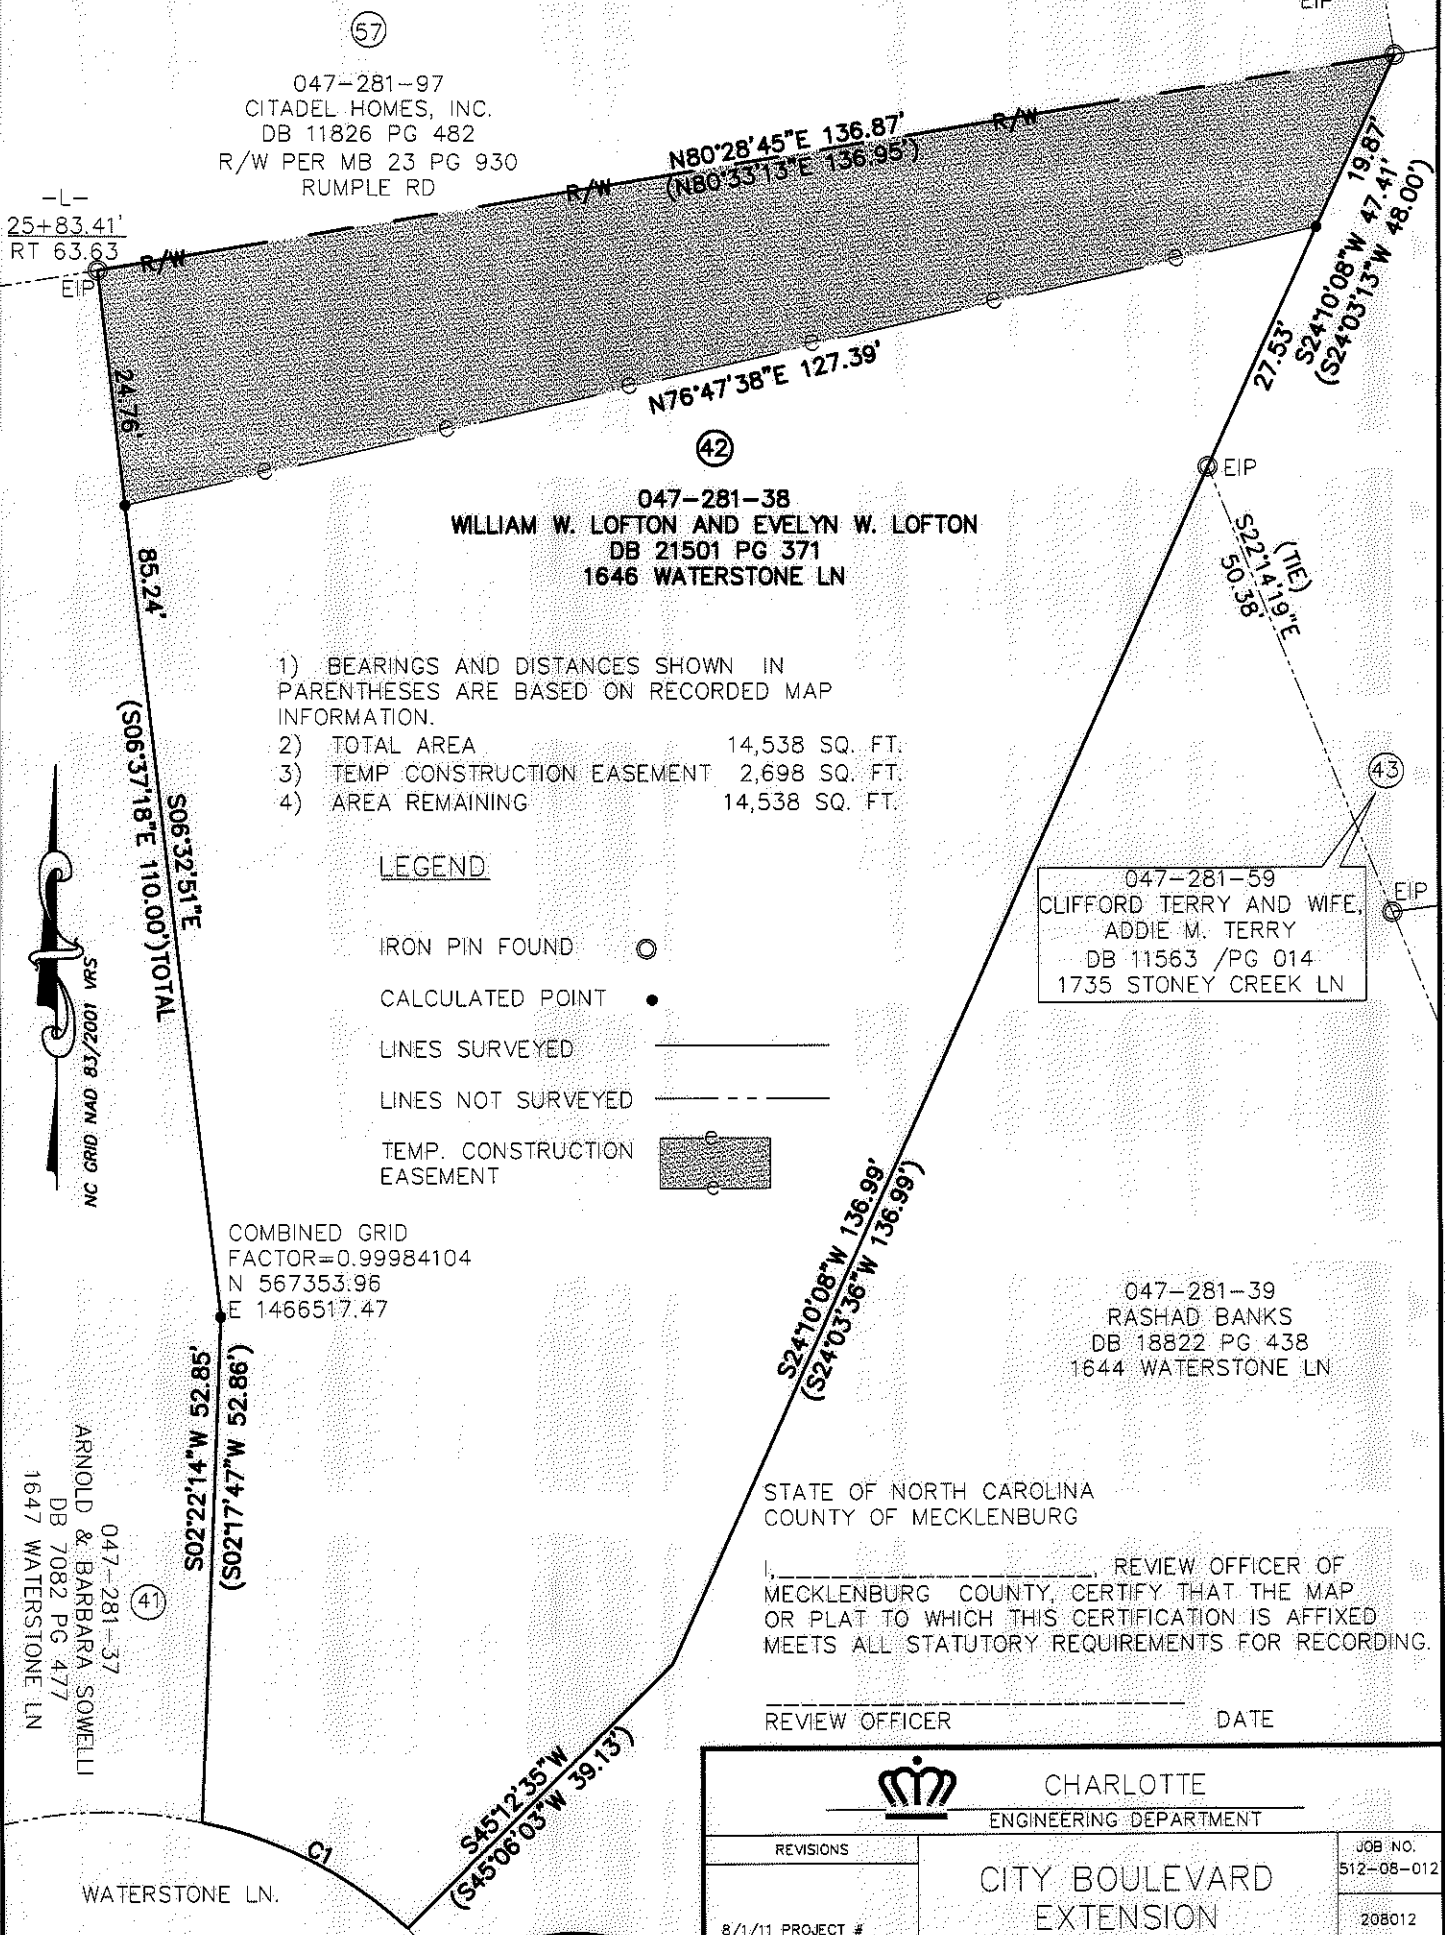 EIP
57
047-281-97
CITADEL HOMES, INC.
DB 11826 PG 482
R/W PER MB 23 PG 930
RUMPLE RD
-L-
25+83.41'
RT 63.63
EIP
R/W
R/W
R/W
N80°28'45"E 136.87'
(N80°33'13"E 136.95')
19.87'
S24°10'08"W 47.41'
(S24°03'13"W 48.00')
27.53'
24.76'
N76°47'38"E 127.39'
42
047-281-38
WILLIAM W. LOFTON AND EVELYN W. LOFTON
DB 21501 PG 371
1646 WATERSTONE LN
EIP
(TIE)
S22°14'19"E
50.38'
85.24'
1) BEARINGS AND DISTANCES SHOWN IN
PARENTHESES ARE BASED ON RECORDED MAP
INFORMATION.
2) TOTAL AREA 14,538 SQ. FT.
3) TEMP CONSTRUCTION EASEMENT 2,698 SQ. FT.
4) AREA REMAINING 14,538 SQ. FT.
S06°32'51"E
(S06°37'18"E 110.00')TOTAL
43
047-281-59
CLIFFORD TERRY AND WIFE,
ADDIE M. TERRY
DB 11563 /PG 014
1735 STONEY CREEK LN
EIP
LEGEND
IRON PIN FOUND
CALCULATED POINT
LINES SURVEYED
LINES NOT SURVEYED
TEMP. CONSTRUCTION
EASEMENT
e
e
e
e
e
e
e
e
NC GRID NAD 83/2001 VRS
COMBINED GRID
FACTOR=0.99984104
N 567353.96
E 1466517.47
S24°10'08"W 136.99'
(S24°03'36"W 136.99')
047-281-39
RASHAD BANKS
DB 18822 PG 438
1644 WATERSTONE LN
S02°22'14"W 52.85'
(S02°17'47"W 52.86')
41
047-281-37
ARNOLD & BARBARA SOWELL
DB 7082 PG 477
1647 WATERSTONE LN
STATE OF NORTH CAROLINA
COUNTY OF MECKLENBURG
I,____________________, REVIEW OFFICER OF
MECKLENBURG COUNTY, CERTIFY THAT THE MAP
OR PLAT TO WHICH THIS CERTIFICATION IS AFFIXED
MEETS ALL STATUTORY REQUIREMENTS FOR RECORDING.
REVIEW OFFICER DATE
S45°12'35"W
(S45°06'03"W 39.13')
C1
WATERSTONE LN.
CHARLOTTE
ENGINEERING DEPARTMENT
REVISIONS
8/1/11 PROJECT #
CITY BOULEVARD
EXTENSION
JOB NO.
512-08-012
208012